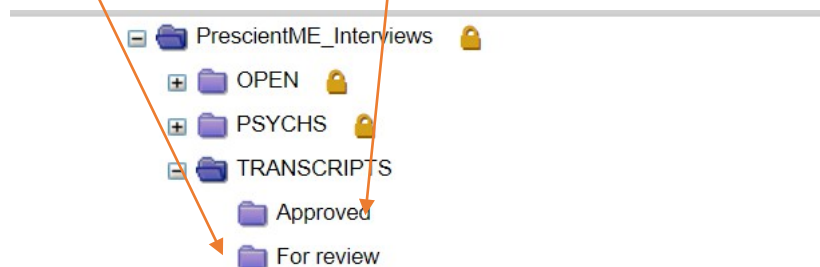 PrescientME_Interviews
OPEN
PSYCHS
TRANSCRIPTS
Approved
For review